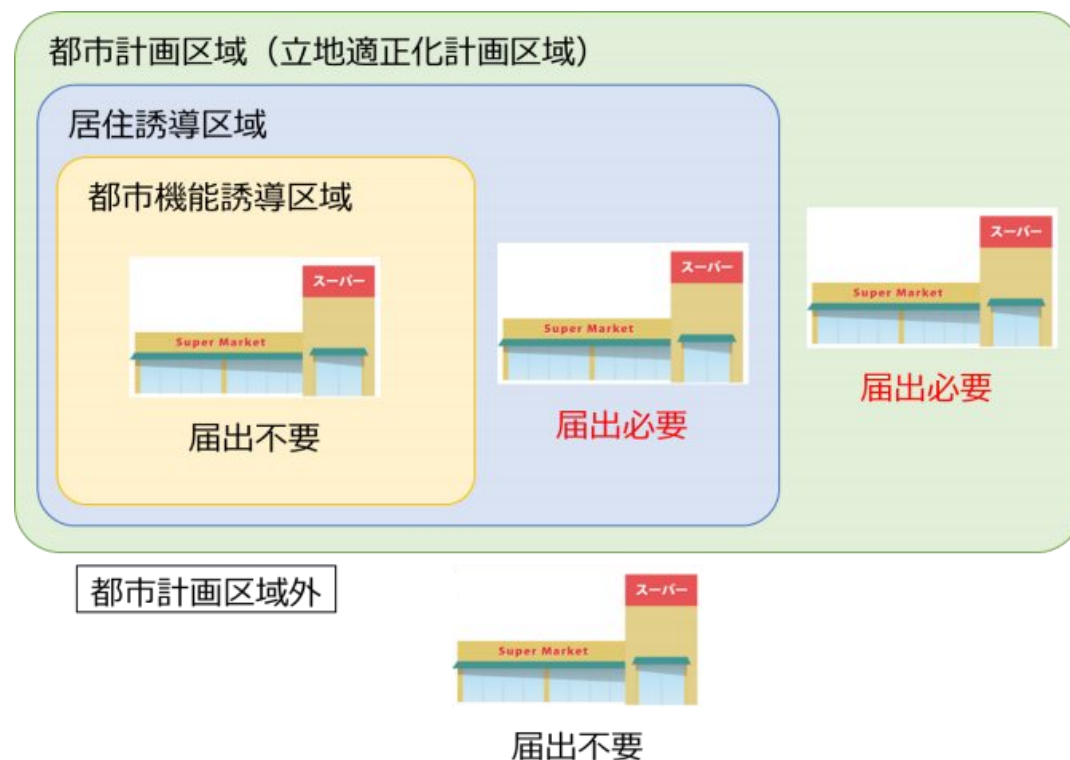 都市計画区域（立地適正化計画区域）
居住誘導区域
都市機能誘導区域
スーパー
Super Market
届出不要
スーパー
Super Market
届出必要
スーパー
Super Market
届出必要
都市計画区域外
スーパー
Super Market
届出不要